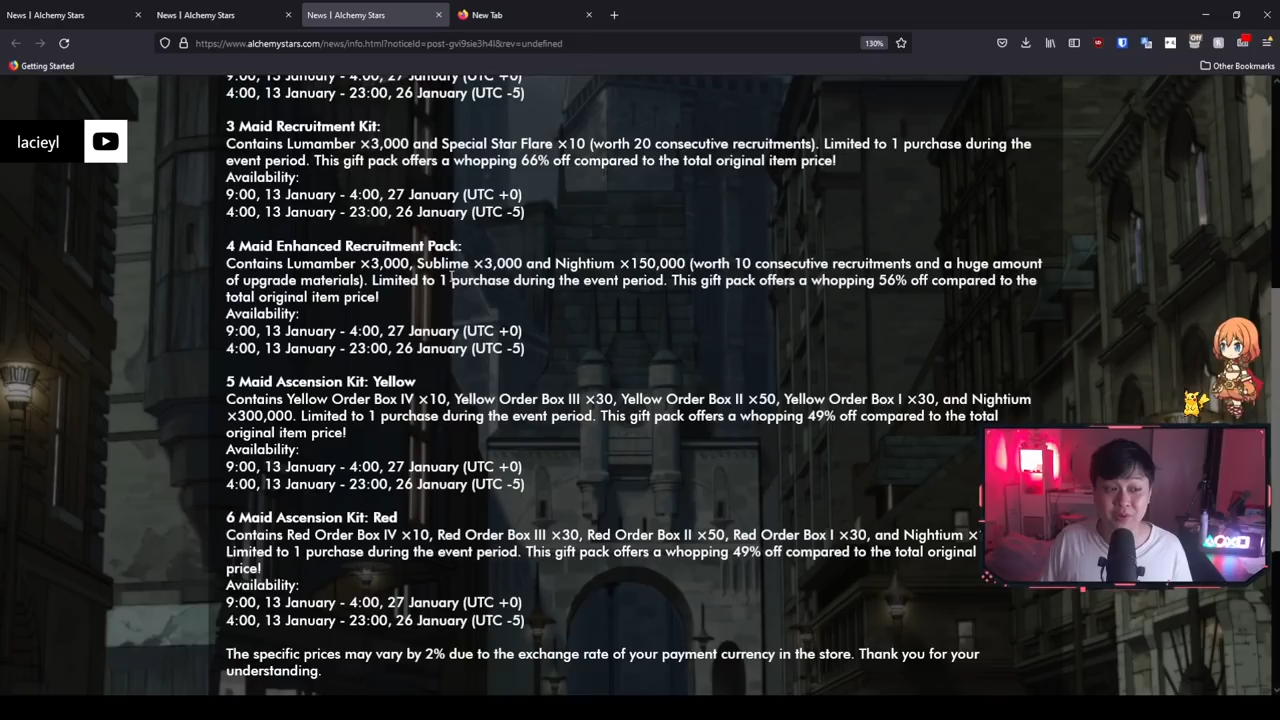 News | Alchemy Stars
News | Alchemy Stars
News | Alchemy Stars
New Tab
https://www.alchemystars.com/news/info.html?noticeId=post-gvi9sie3h4l&rev=undefined
130%
Off
Getting Started
Other Bookmarks
9:00, 13 January - 4:00, 27 January (UTC +0)
4:00, 13 January - 23:00, 26 January (UTC -5)
lacieyl
3 Maid Recruitment Kit:
Contains Lumamber ×3,000 and Special Star Flare ×10 (worth 20 consecutive recruitments). Limited to 1 purchase during the
event period. This gift pack offers a whopping 66% off compared to the total original item price!
Availability:
9:00, 13 January - 4:00, 27 January (UTC +0)
4:00, 13 January - 23:00, 26 January (UTC -5)
4 Maid Enhanced Recruitment Pack:
Contains Lumamber ×3,000, Sublime ×3,000 and Nightium ×150,000 (worth 10 consecutive recruitments and a huge amount
of upgrade materials). Limited to 1 purchase during the event period. This gift pack offers a whopping 56% off compared to the
total original item price!
Availability:
9:00, 13 January - 4:00, 27 January (UTC +0)
4:00, 13 January - 23:00, 26 January (UTC -5)
5 Maid Ascension Kit: Yellow
Contains Yellow Order Box IV ×10, Yellow Order Box III ×30, Yellow Order Box II ×50, Yellow Order Box I ×30, and Nightium
×300,000. Limited to 1 purchase during the event period. This gift pack offers a whopping 49% off compared to the total
original item price!
Availability:
9:00, 13 January - 4:00, 27 January (UTC +0)
4:00, 13 January - 23:00, 26 January (UTC -5)
6 Maid Ascension Kit: Red
Contains Red Order Box IV ×10, Red Order Box III ×30, Red Order Box II ×50, Red Order Box I ×30, and Nightium ×
Limited to 1 purchase during the event period. This gift pack offers a whopping 49% off compared to the total original
price!
Availability:
9:00, 13 January - 4:00, 27 January (UTC +0)
4:00, 13 January - 23:00, 26 January (UTC -5)
The specific prices may vary by 2% due to the exchange rate of your payment currency in the store. Thank you for your
understanding.